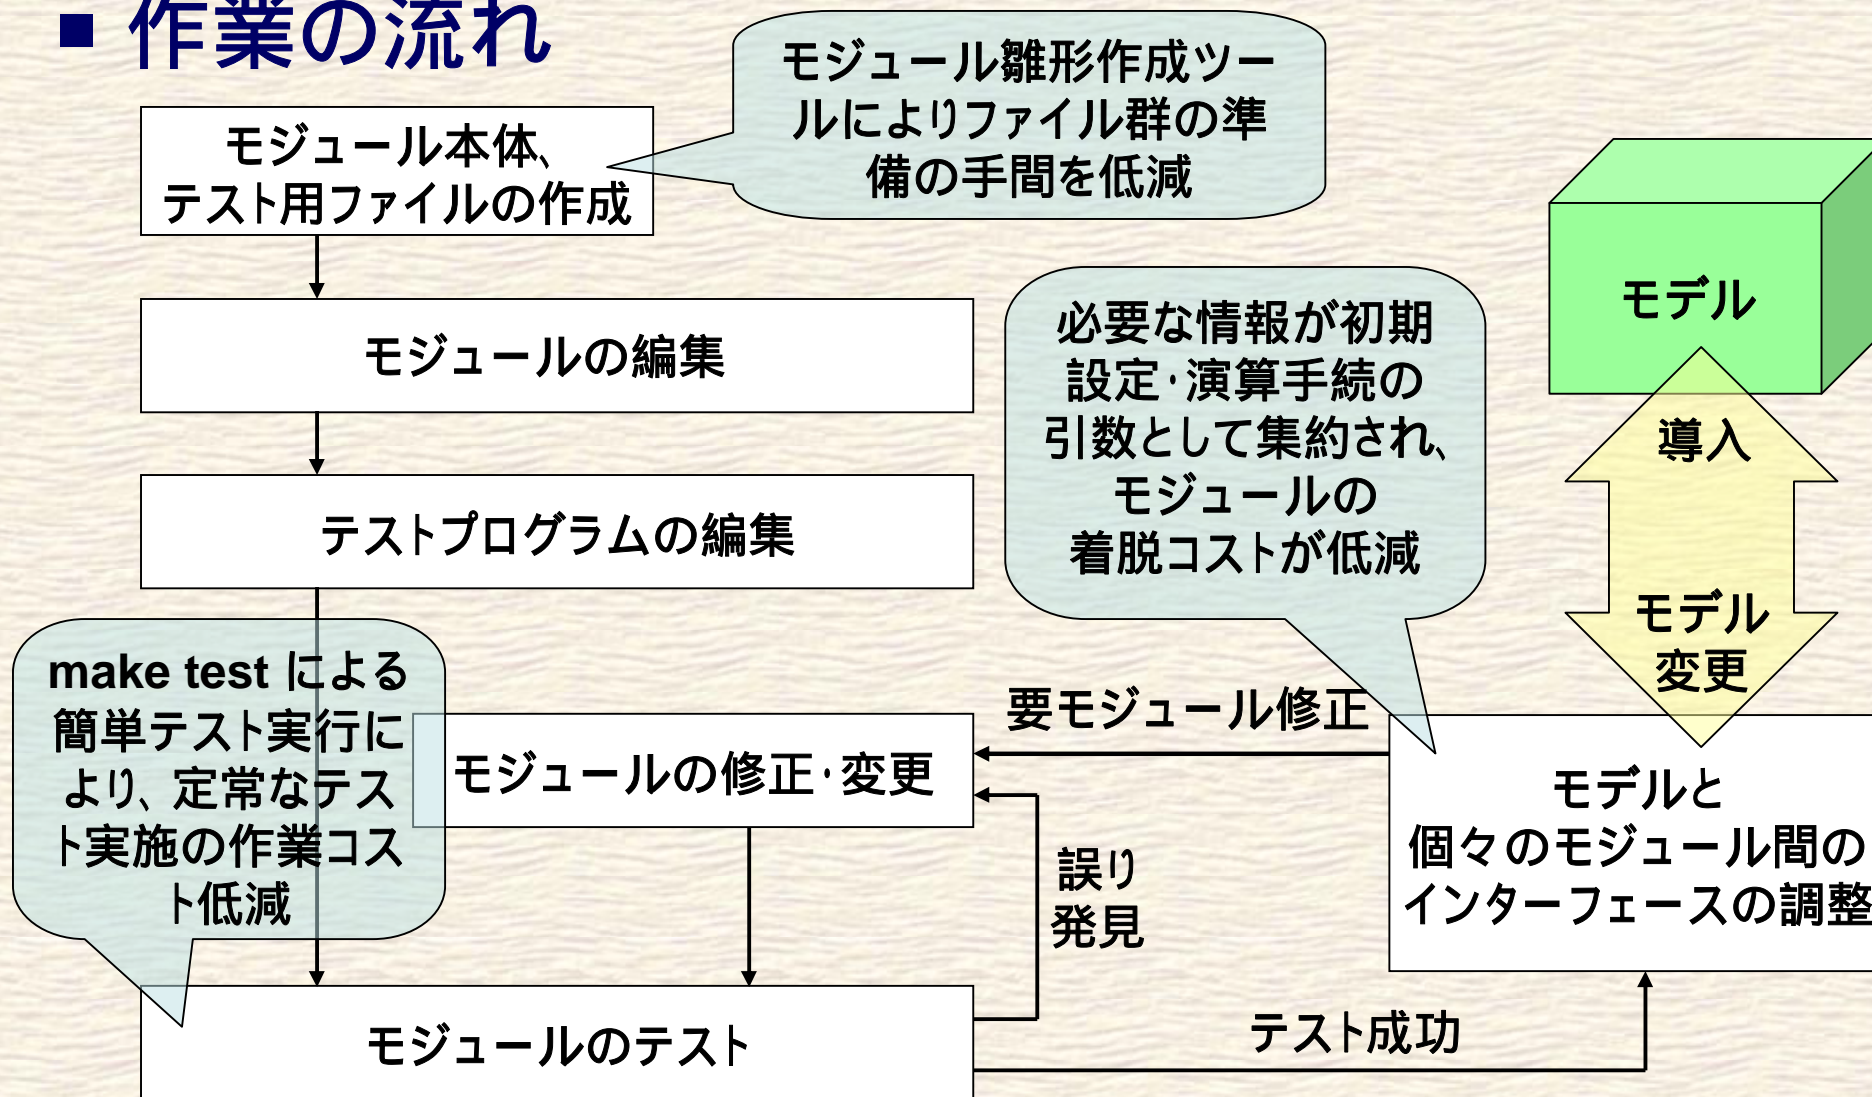 ■ 作業の流れ
モジュール本体、
テスト用ファイルの作成
モジュール雛形作成ツー
ルによりファイル群の準
備の手間を低減
モジュールの編集
テストプログラムの編集
必要な情報が初期
設定・演算手続の
引数として集約され、
モジュールの
着脱コストが低減
モデル
導入
モデル
変更
make test による
簡単テスト実行に
より、定常なテス
ト実施の作業コス
ト低減
モジュールの修正・変更
要モジュール修正
誤り
発見
モデルと
個々のモジュール間の
インターフェースの調整
モジュールのテスト
テスト成功